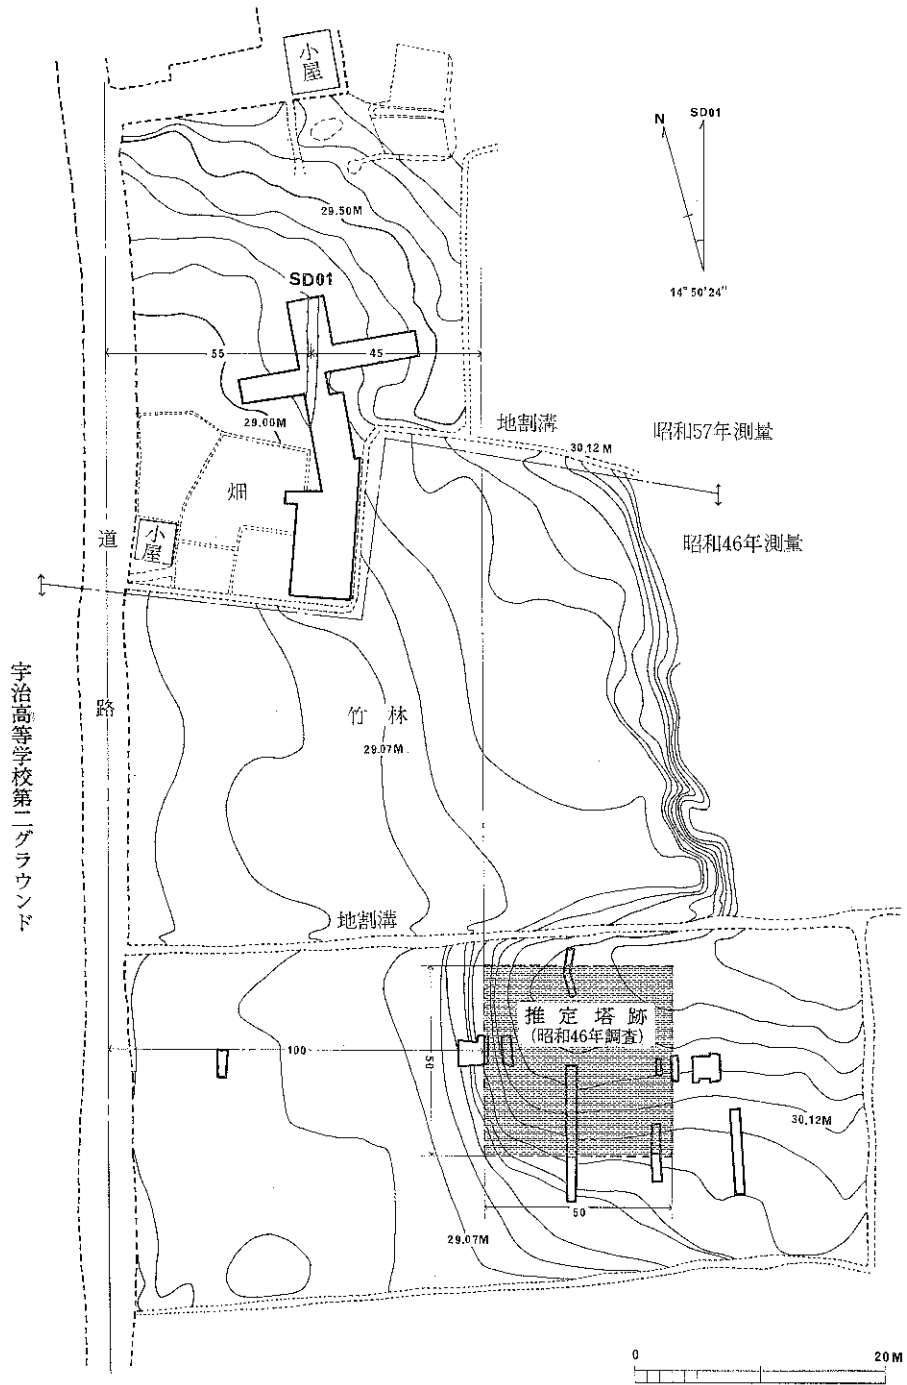 小屋
N
SD01
14°50'24"
29.50M
SD01
55
45
29.00M
地割溝
30.12M
昭和57年測量
昭和46年測量
畑
小屋
道路
宇治高等学校第二グラウンド
竹林
29.07M
地割溝
推定塔跡
(昭和46年調査)
100
50
30.12M
50
29.07M
0
20M